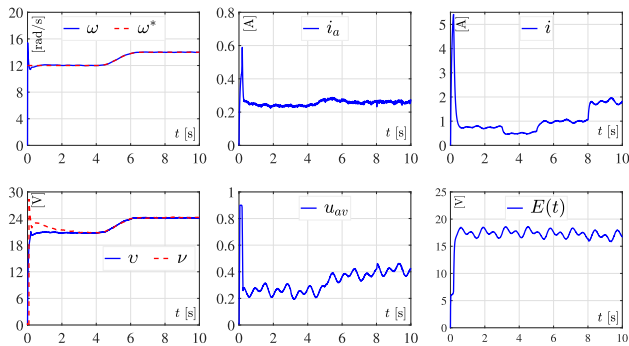 20
16
12
8
4
0
[rad/s]
ω ω*
t [s]
0 2 4 6 8 10
0.8
0.6
0.4
0.2
0
[A]
i_a
t [s]
0 2 4 6 8 10
5
4
3
2
1
0
[A]
i
t [s]
0 2 4 6 8 10
30
24
18
12
6
0
[V]
υ ν
t [s]
0 2 4 6 8 10
1
0.8
0.6
0.4
0.2
0
u_av
t [s]
0 2 4 6 8 10
25
20
15
10
5
0
[V]
E(t)
t [s]
0 2 4 6 8 10